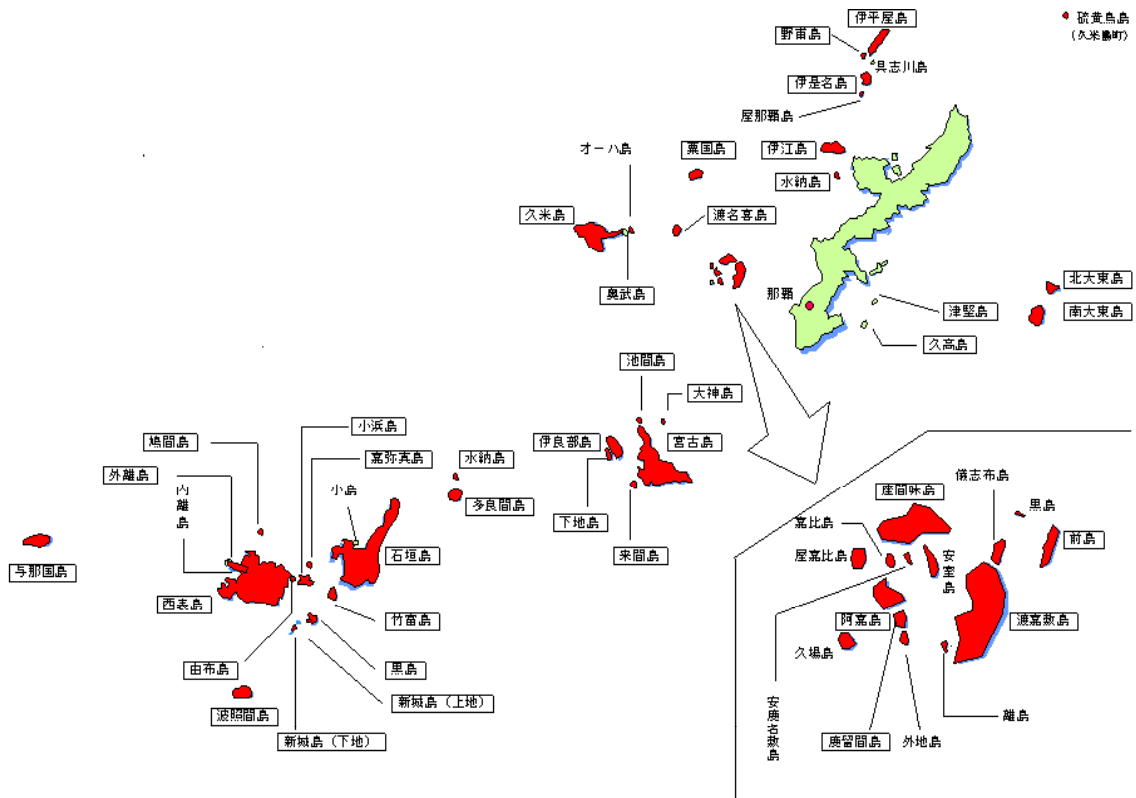 伊平屋島
硫黄鳥島
(久米島町)
野甫島
具志川島
伊是名島
屋那覇島
オーハ島
粟国島
伊江島
水納島
久米島
渡名喜島
奥武島
那覇
北大東島
津堅島
南大東島
久高島
池間島
大神島
小浜島
鳩間島
伊良部島
宮古島
嘉弥真島
水納島
外離島
内離島
小島
多良間島
下地島
来間島
石垣島
与那国島
西表島
竹富島
由布島
黒島
新城島(上地)
波照間島
新城島(下地)
座間味島
儀志布島
黒島
嘉比島
前島
屋嘉比島
安室島
阿嘉島
渡嘉敷島
久場島
安慶名敷島
離島
慶留間島
外地島